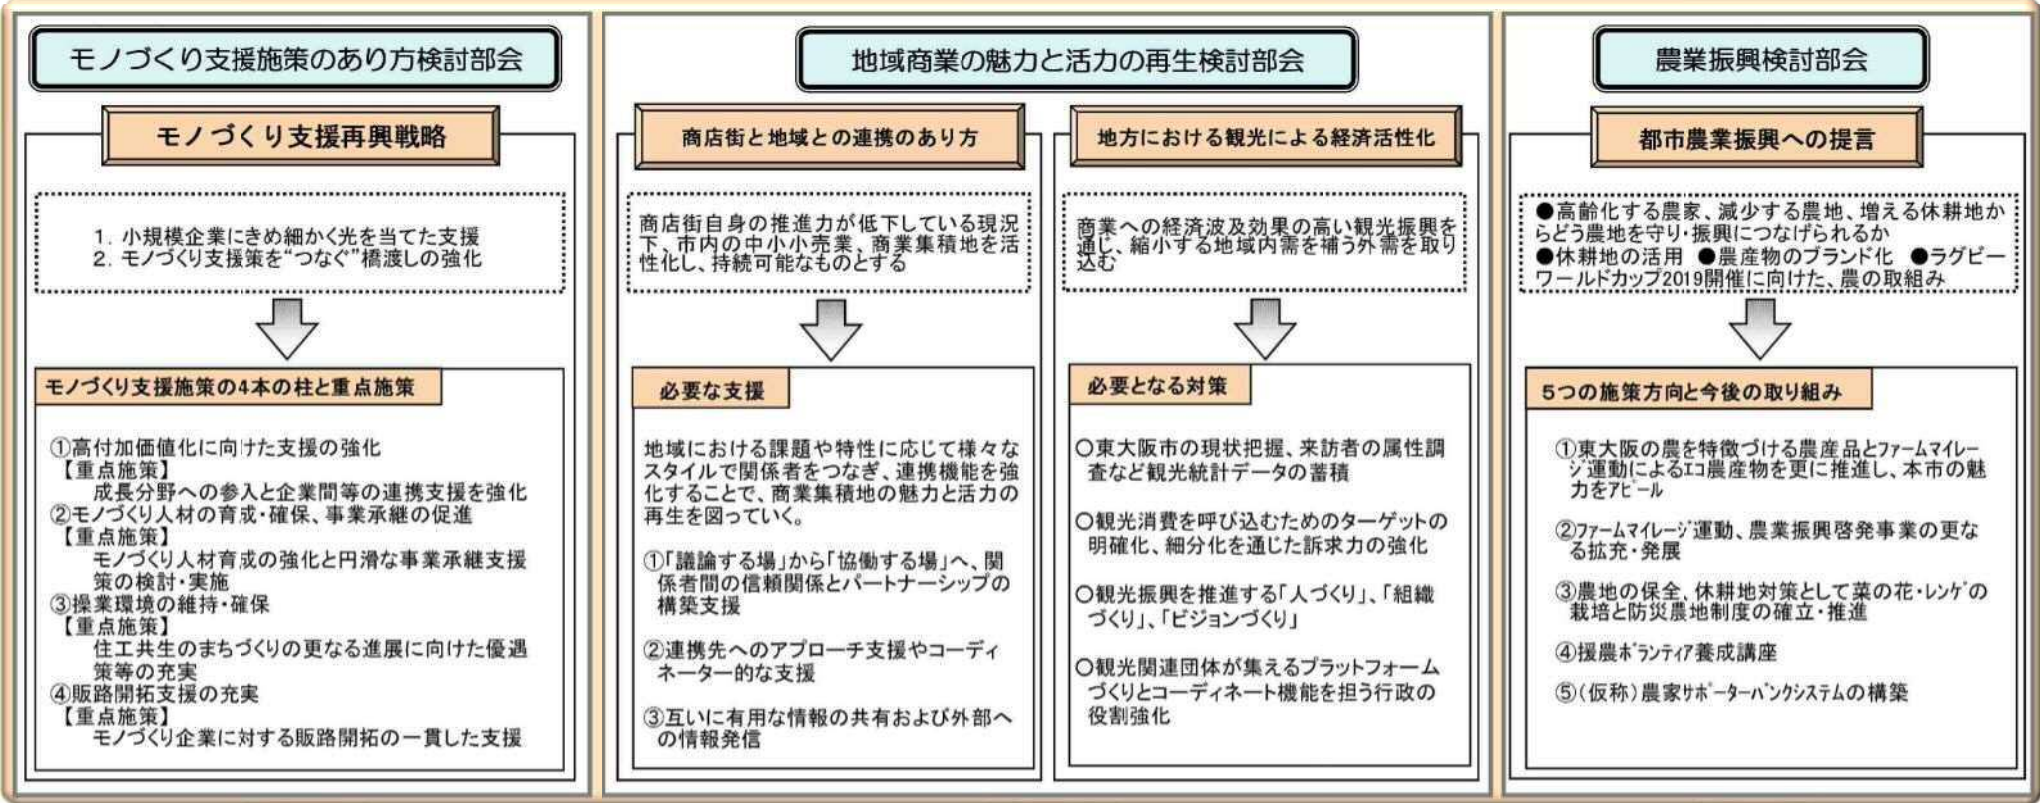 モノづくり支援施策のあり方検討部会
モノづくり支援再興戦略
1. 小規模企業にきめ細かく光を当てた支援
2. モノづくり支援策を“つなぐ”橋渡しの強化
モノづくり支援施策の4本の柱と重点施策
①高付加価値化に向けた支援の強化
【重点施策】
成長分野への参入と企業間等の連携支援を強化
②モノづくり人材の育成・確保、事業承継の促進
【重点施策】
モノづくり人材育成の強化と円滑な事業承継支援
策の検討・実施
③操業環境の維持・確保
【重点施策】
住工共生のまちづくりの更なる進展に向けた優遇
策等の充実
④販路開拓支援の充実
【重点施策】
モノづくり企業に対する販路開拓の一貫した支援
地域商業の魅力と活力の再生検討部会
商店街と地域との連携のあり方
商店街自身の推進力が低下している現況
下、市内の中小小売業、商業集積地を活
性化し、持続可能なものとする
必要な支援
地域における課題や特性に応じて様々な
スタイルで関係者をつなぎ、連携機能を強
化することで、商業集積地の魅力と活力の
再生を図っていく。
①「議論する場」から「協働する場」へ、関
係者間の信頼関係とパートナーシップの
構築支援
②連携先へのアプローチ支援やコーディ
ネーター的な支援
③互いに有用な情報の共有および外部へ
の情報発信
地方における観光による経済活性化
商業への経済波及効果の高い観光振興を
通じ、縮小する地域内需を補う外需を取り
込む
必要となる対策
○東大阪市の現状把握、来訪者の属性調
査など観光統計データの蓄積
○観光消費を呼び込むためのターゲットの
明確化、細分化を通じた訴求力の強化
○観光振興を推進する「人づくり」、「組織
づくり」、「ビジョンづくり」
○観光関連団体が集えるプラットフォーム
づくりとコーディネート機能を担う行政の
役割強化
農業振興検討部会
都市農業振興への提言
●高齢化する農家、減少する農地、増える休耕地か
らどう農地を守り・振興につなげられるか
●休耕地の活用 ●農産物のブランド化 ●ラグビー
ワールドカップ2019開催に向けた、農の取組み
5つの施策方向と今後の取り組み
①東大阪の農を特徴づける農産品とファームマイレー
ジ運動によるｴｺ農産物を更に推進し、本市の魅
力をｱﾋﾟｰﾙ
②ﾌｧｰﾑマイレージ運動、農業振興啓発事業の更な
る拡充・発展
③農地の保全、休耕地対策として菜の花・ﾚﾝｹﾞの
栽培と防災農地制度の確立・推進
④援農ﾎﾞﾗﾝﾃｨｱ養成講座
⑤(仮称)農家ｻﾎﾟｰﾀｰﾊﾞﾝｸシステムの構築